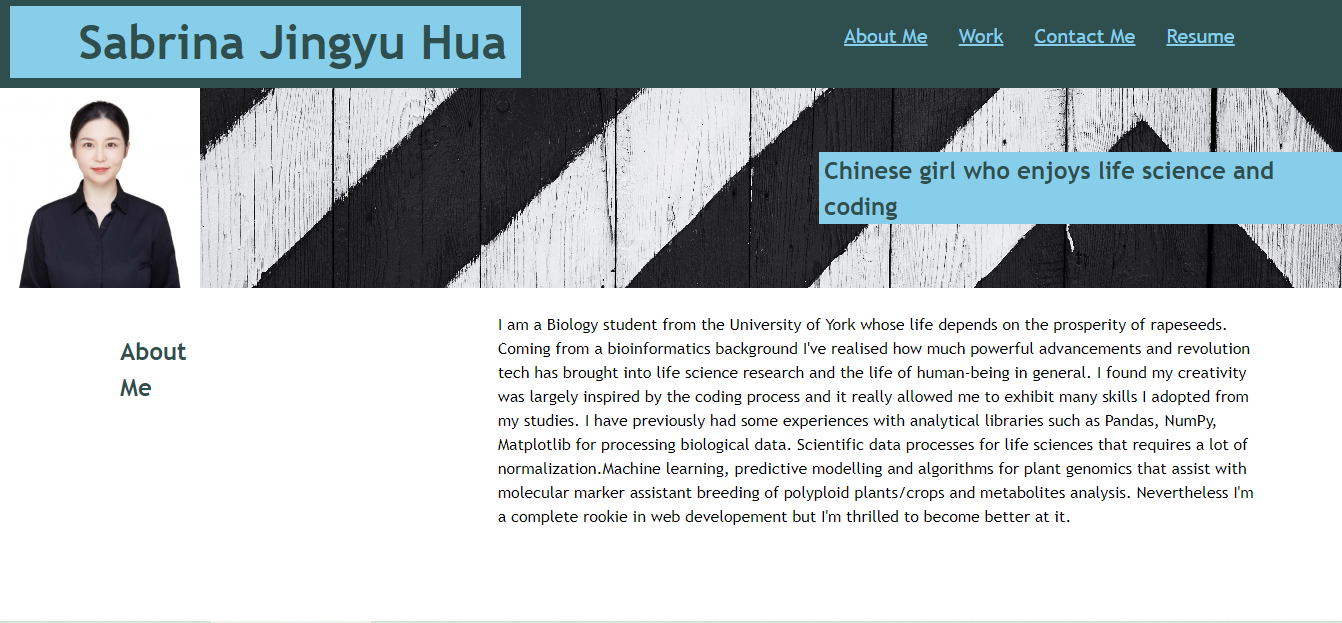 Sabrina Jingyu Hua
About Me Work Contact Me Resume
Chinese girl who enjoys life science and
coding
About
Me
I am a Biology student from the University of York whose life depends on the prosperity of rapeseeds.
Coming from a bioinformatics background I've realised how much powerful advancements and revolution
tech has brought into life science research and the life of human-being in general. I found my creativity
was largely inspired by the coding process and it really allowed me to exhibit many skills I adopted from
my studies. I have previously had some experiences with analytical libraries such as Pandas, NumPy,
Matplotlib for processing biological data. Scientific data processes for life sciences that requires a lot of
normalization.Machine learning, predictive modelling and algorithms for plant genomics that assist with
molecular marker assistant breeding of polyploid plants/crops and metabolites analysis. Nevertheless I'm
a complete rookie in web developement but I'm thrilled to become better at it.